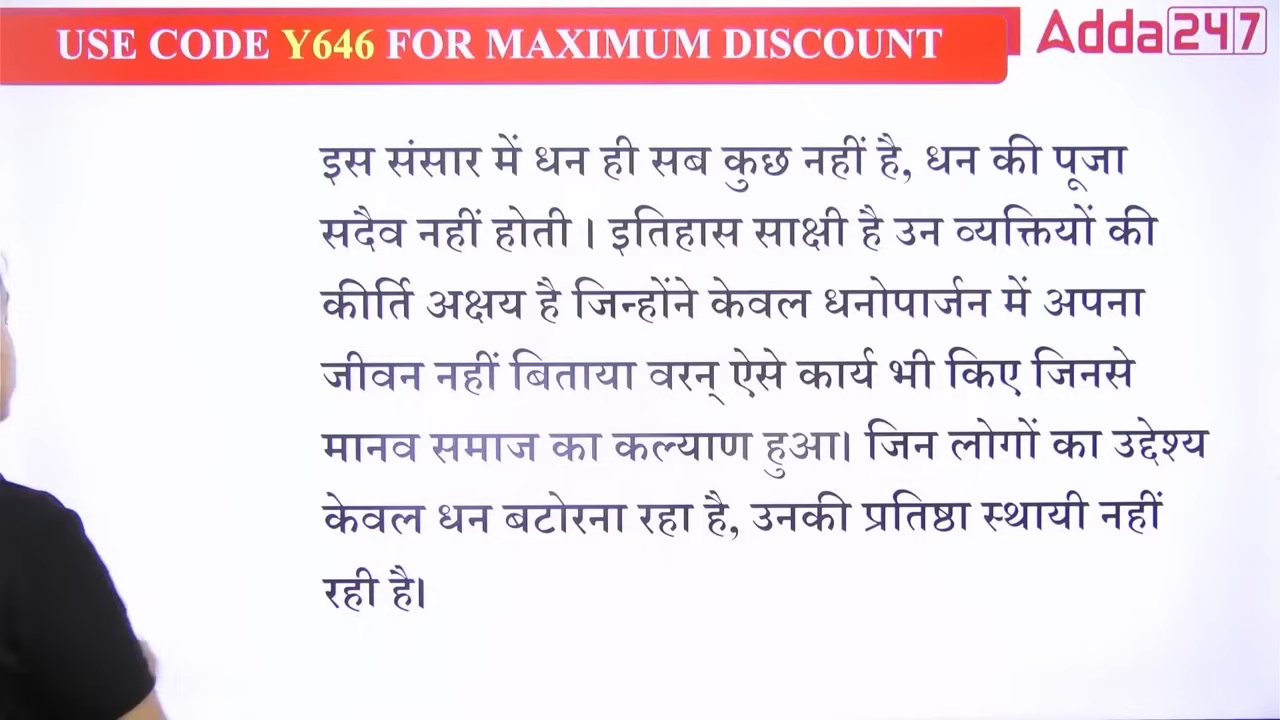 USE CODE Y646 FOR MAXIMUM DISCOUNT
Adda247
इस संसार में धन ही सब कुछ नहीं है, धन की पूजा
सदैव नहीं होती । इतिहास साक्षी है उन व्यक्तियों की
कीर्ति अक्षय है जिन्होंने केवल धनोपार्जन में अपना
जीवन नहीं बिताया वरन् ऐसे कार्य भी किए जिनसे
मानव समाज का कल्याण हुआ। जिन लोगों का उद्देश्य
केवल धन बटोरना रहा है, उनकी प्रतिष्ठा स्थायी नहीं
रही है।